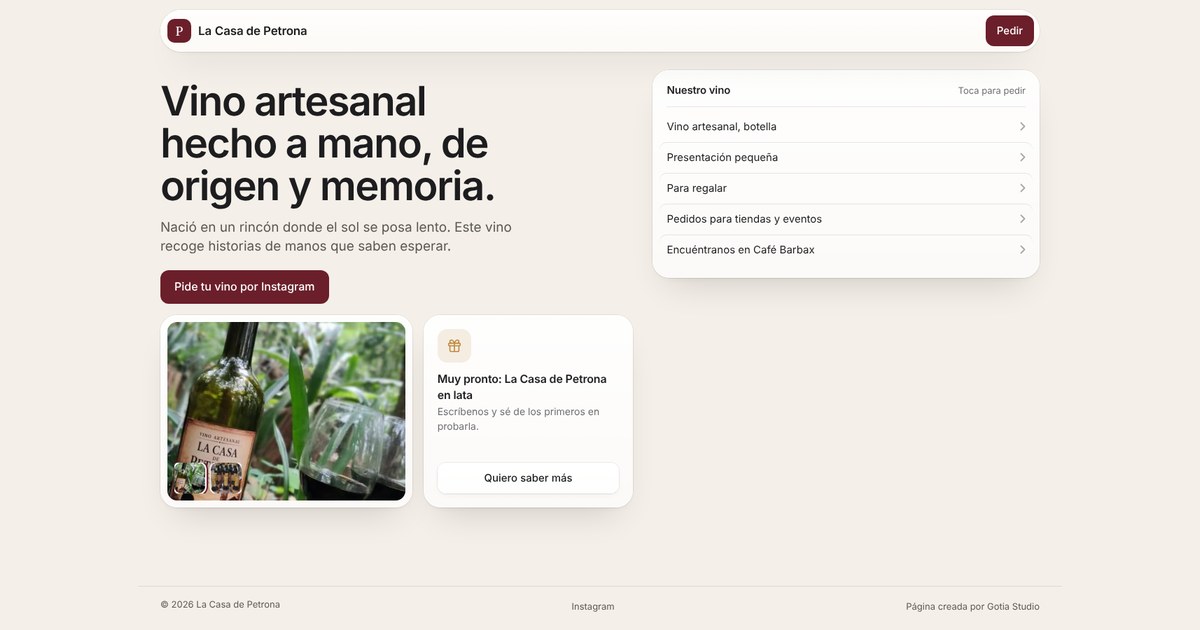 P
La Casa de Petrona
Pedir
Vino artesanal
hecho a mano, de
origen y memoria.
Nació en un rincón donde el sol se posa lento. Este vino
recoge historias de manos que saben esperar.
Pide tu vino por Instagram
VINO ARTESANAL
LA CASA
DE
Muy pronto: La Casa de Petrona
en lata
Escríbenos y sé de los primeros en
probarla.
Quiero saber más
Nuestro vino
Toca para pedir
Vino artesanal, botella
Presentación pequeña
Para regalar
Pedidos para tiendas y eventos
Encuéntranos en Café Barbax
© 2026 La Casa de Petrona
Instagram
Página creada por Gotia Studio